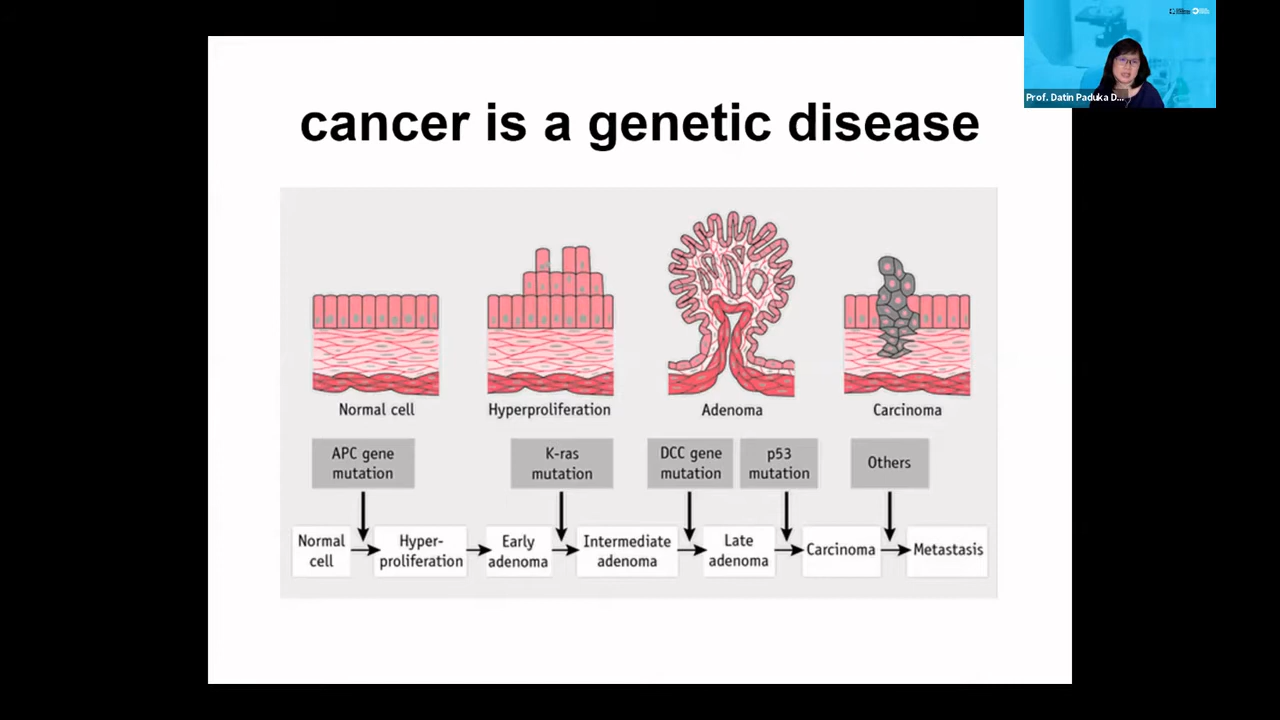 Prof. Datin Paduka D...
cancer is a genetic disease
Normal cell
Hyperproliferation
Adenoma
Carcinoma
APC gene
mutation
K-ras
mutation
DCC gene
mutation
p53
mutation
Others
Normal
cell
Hyper-
proliferation
Early
adenoma
Intermediate
adenoma
Late
adenoma
Carcinoma
Metastasis